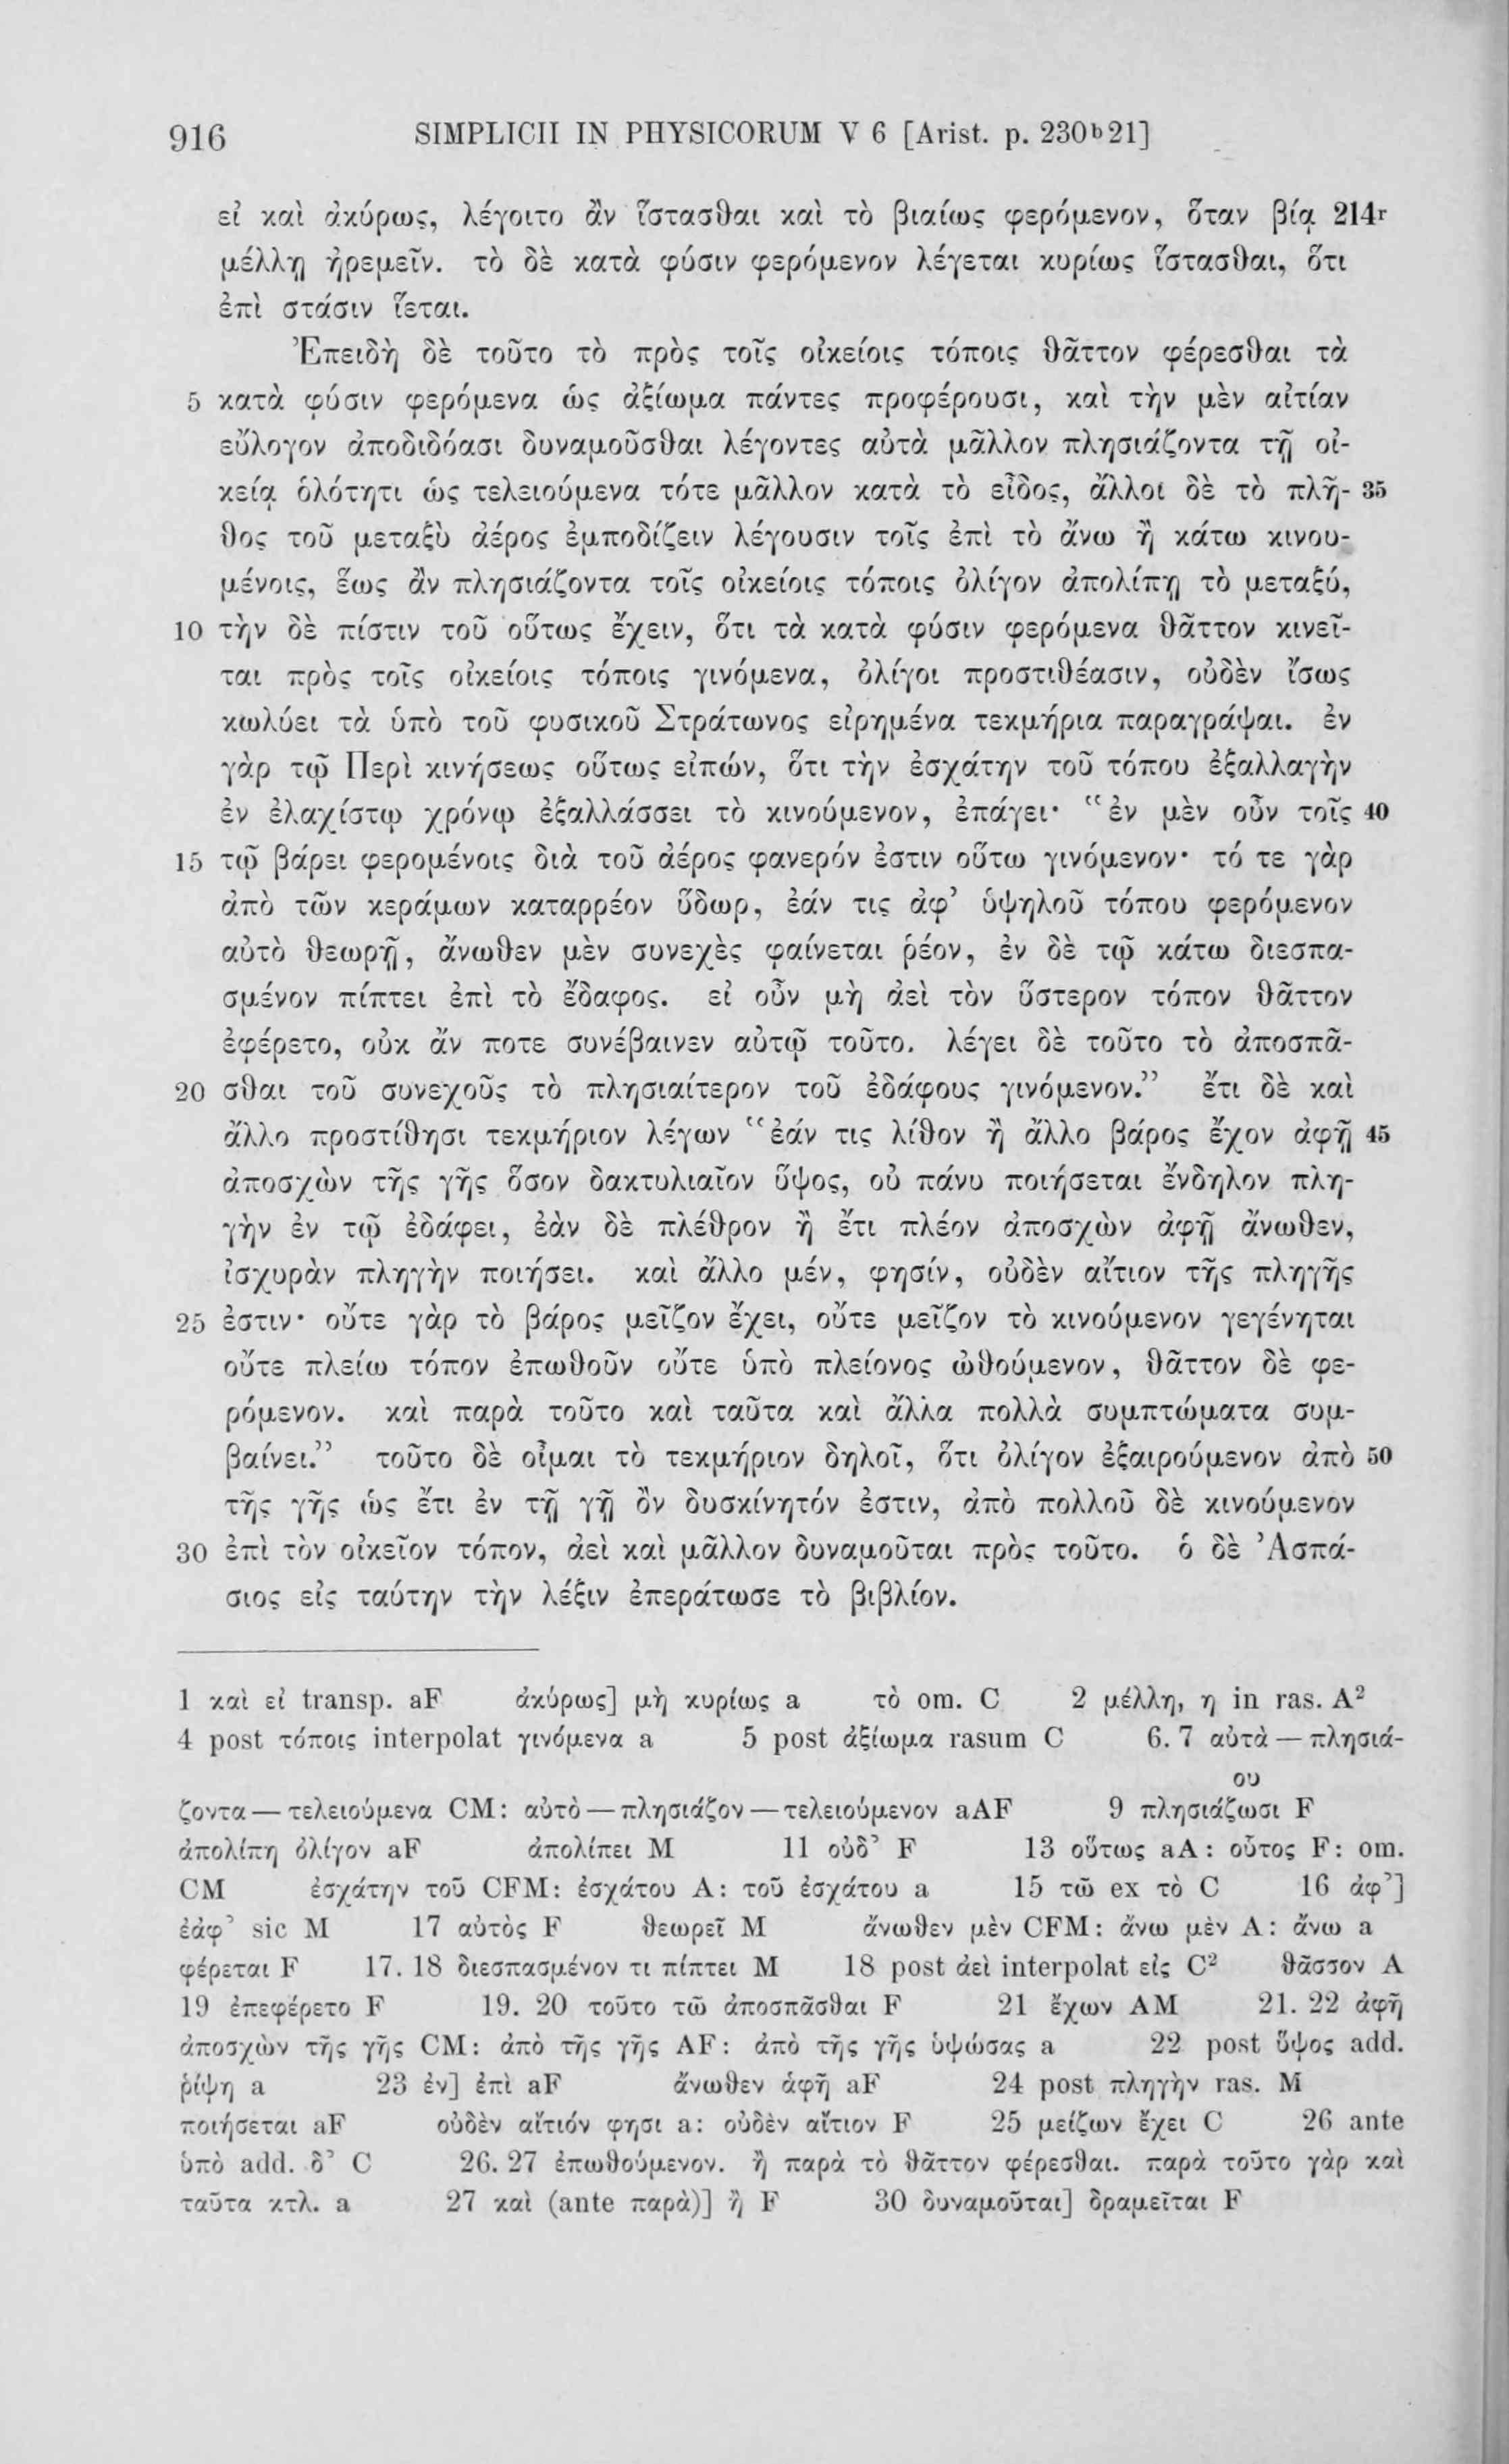 916 SIMPLICII IN PHYSICORUM V 6 [Arist. p. 230ᵇ21]
εἰ καὶ ἀκύρως, λέγοιτο ἂν ἵστασθαι καὶ τὸ βιαίως φερόμενον, ὅταν βίᾳ 214r
μέλλῃ ἠρεμεῖν. τὸ δὲ κατὰ φύσιν φερόμενον λέγεται κυρίως ἵστασθαι, ὅτι
ἐπὶ στάσιν ἵεται.
Ἐπειδὴ δὲ τοῦτο τὸ πρὸς τοῖς οἰκείοις τόποις θᾶττον φέρεσθαι τὰ
5 κατὰ φύσιν φερόμενα ὡς ἀξίωμα πάντες προφέρουσι, καὶ τὴν μὲν αἰτίαν
εὔλογον ἀποδιδόασι δυναμοῦσθαι λέγοντες αὐτὰ μᾶλλον πλησιάζοντα τῇ οἰ-
κείᾳ ὁλότητι ὡς τελειούμενα τότε μᾶλλον κατὰ τὸ εἶδος, ἄλλοι δὲ τὸ πλῆ- 35
θος τοῦ μεταξὺ ἀέρος ἐμποδίζειν λέγουσιν τοῖς ἐπὶ τὸ ἄνω ἢ κάτω κινου-
μένοις, ἕως ἂν πλησιάζοντα τοῖς οἰκείοις τόποις ὀλίγον ἀπολίπῃ τὸ μεταξύ,
10 τὴν δὲ πίστιν τοῦ οὕτως ἔχειν, ὅτι τὰ κατὰ φύσιν φερόμενα θᾶττον κινεῖ-
ται πρὸς τοῖς οἰκείοις τόποις γινόμενα, ὀλίγοι προστιθέασιν, οὐδὲν ἴσως
κωλύει τὰ ὑπὸ τοῦ φυσικοῦ Στράτωνος εἰρημένα τεκμήρια παραγράψαι. ἐν
γὰρ τῷ Περὶ κινήσεως οὕτως εἰπών, ὅτι τὴν ἐσχάτην τοῦ τόπου ἐξαλλαγὴν
ἐν ἐλαχίστῳ χρόνῳ ἐξαλλάσσει τὸ κινούμενον, ἐπάγει· “ἐν μὲν οὖν τοῖς 40
15 τῷ βάρει φερομένοις διὰ τοῦ ἀέρος φανερόν ἐστιν οὕτω γινόμενον· τό τε γὰρ
ἀπὸ τῶν κεράμων καταρρέον ὕδωρ, ἐάν τις ἀφ’ ὑψηλοῦ τόπου φερόμενον
αὐτὸ θεωρῇ, ἄνωθεν μὲν συνεχὲς φαίνεται ῥέον, ἐν δὲ τῷ κάτω διεσπα-
σμένον πίπτει ἐπὶ τὸ ἔδαφος. εἰ οὖν μὴ ἀεὶ τὸν ὕστερον τόπον θᾶττον
ἐφέρετο, οὐκ ἄν ποτε συνέβαινεν αὐτῷ τοῦτο. λέγει δὲ τοῦτο τὸ ἀποσπᾶ-
20 σθαι τοῦ συνεχοῦς τὸ πλησιαίτερον τοῦ ἐδάφους γινόμενον.” ἔτι δὲ καὶ
ἄλλο προστίθησι τεκμήριον λέγων “ἐάν τις λίθον ἢ ἄλλο βάρος ἔχον ἀφῇ 45
ἀποσχὼν τῆς γῆς ὅσον δακτυλιαῖον ὕψος, οὐ πάνυ ποιήσεται ἔνδηλον πλη-
γὴν ἐν τῷ ἐδάφει, ἐὰν δὲ πλέθρον ἢ ἔτι πλέον ἀποσχὼν ἀφῇ ἄνωθεν,
ἰσχυρὰν πληγὴν ποιήσει. καὶ ἄλλο μέν, φησίν, οὐδὲν αἴτιον τῆς πληγῆς
25 ἐστιν· οὔτε γὰρ τὸ βάρος μεῖζον ἔχει, οὔτε μεῖζον τὸ κινούμενον γεγένηται
οὔτε πλείω τόπον ἐπωθοῦν οὔτε ὑπὸ πλείονος ὠθούμενον, θᾶττον δὲ φε-
ρόμενον. καὶ παρὰ τοῦτο καὶ ταῦτα καὶ ἄλλα πολλὰ συμπτώματα συμ-
βαίνει.” τοῦτο δὲ οἶμαι τὸ τεκμήριον δηλοῖ, ὅτι ὀλίγον ἐξαιρούμενον ἀπὸ 50
τῆς γῆς ὡς ἔτι ἐν τῇ γῇ ὂν δυσκίνητόν ἐστιν, ἀπὸ πολλοῦ δὲ κινούμενον
30 ἐπὶ τὸν οἰκεῖον τόπον, ἀεὶ καὶ μᾶλλον δυναμοῦται πρὸς τοῦτο. ὁ δὲ Ἀσπά-
σιος εἰς ταύτην τὴν λέξιν ἐπεράτωσε τὸ βιβλίον.
1 καὶ εἰ transp. aF ἀκύρως] μὴ κυρίως a τὸ om. C 2 μέλλη, η in ras. A²
4 post τόποις interpolat γινόμενα a 5 post ἀξίωμα rasum C 6. 7 αὐτὰ — πλησιά-
ζοντα — τελειούμενα CM: αὐτὸ — πλησιάζον — τελειούμενον aAF 9 πλησιάζωσι F
ου
ἀπολίπη ὀλίγον aF ἀπολίπει M 11 οὐδ’ F 13 οὕτως aA: οὗτος F: om.
CM ἐσχάτην τοῦ CFM: ἐσχάτου A: τοῦ ἐσχάτου a 15 τῶ ex τὸ C 16 ἀφ’]
ἐάφ’ sic M 17 αὐτὸς F θεωρεῖ M ἄνωθεν μὲν CFM: ἄνω μὲν A: ἄνω a
φέρεται F 17. 18 διεσπασμένον τι πίπτει M 18 post ἀεὶ interpolat εἰς C² θᾶσσον A
19 ἐπεφέρετο F 19. 20 τοῦτο τῶ ἀποσπᾶσθαι F 21 ἔχων AM 21. 22 ἀφῆ
ἀποσχὼν τῆς γῆς CM: ἀπὸ τῆς γῆς AF: ἀπὸ τῆς γῆς ὑψώσας a 22 post ὕψος add.
ῥίψη a 23 ἐν] ἐπὶ aF ἄνωθεν ἀφῆ aF 24 post πληγὴν ras. M
ποιήσεται aF οὐδὲν αἴτιόν φησι a: οὐδὲν αἴτιον F 25 μείζων ἔχει C 26 ante
ὑπὸ add. δ’ C 26. 27 ἐπωθούμενον. ἢ παρὰ τὸ θᾶττον φέρεσθαι. παρὰ τοῦτο γὰρ καὶ
ταῦτα κτλ. a 27 καὶ (ante παρὰ)] ἢ F 30 δυναμοῦται] δραμεῖται F